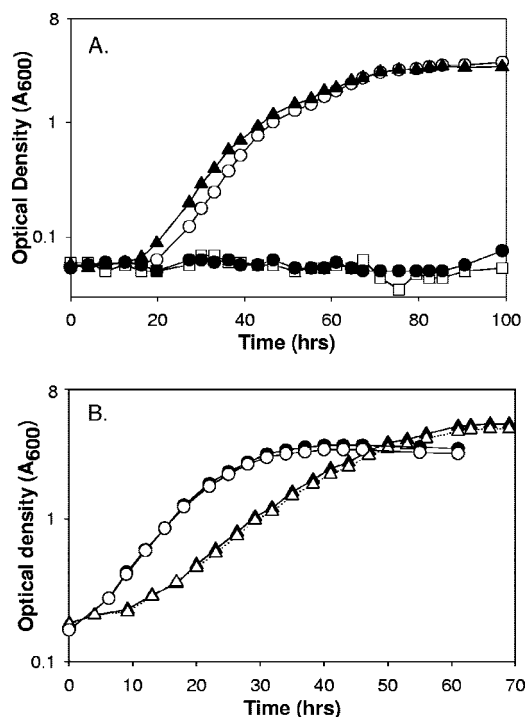 A.
8
1
0.1
Optical Density (A600)
0 20 40 60 80 100
Time (hrs)
B.
8
1
0.1
Optical density (A600)
0 10 20 30 40 50 60 70
Time (hrs)